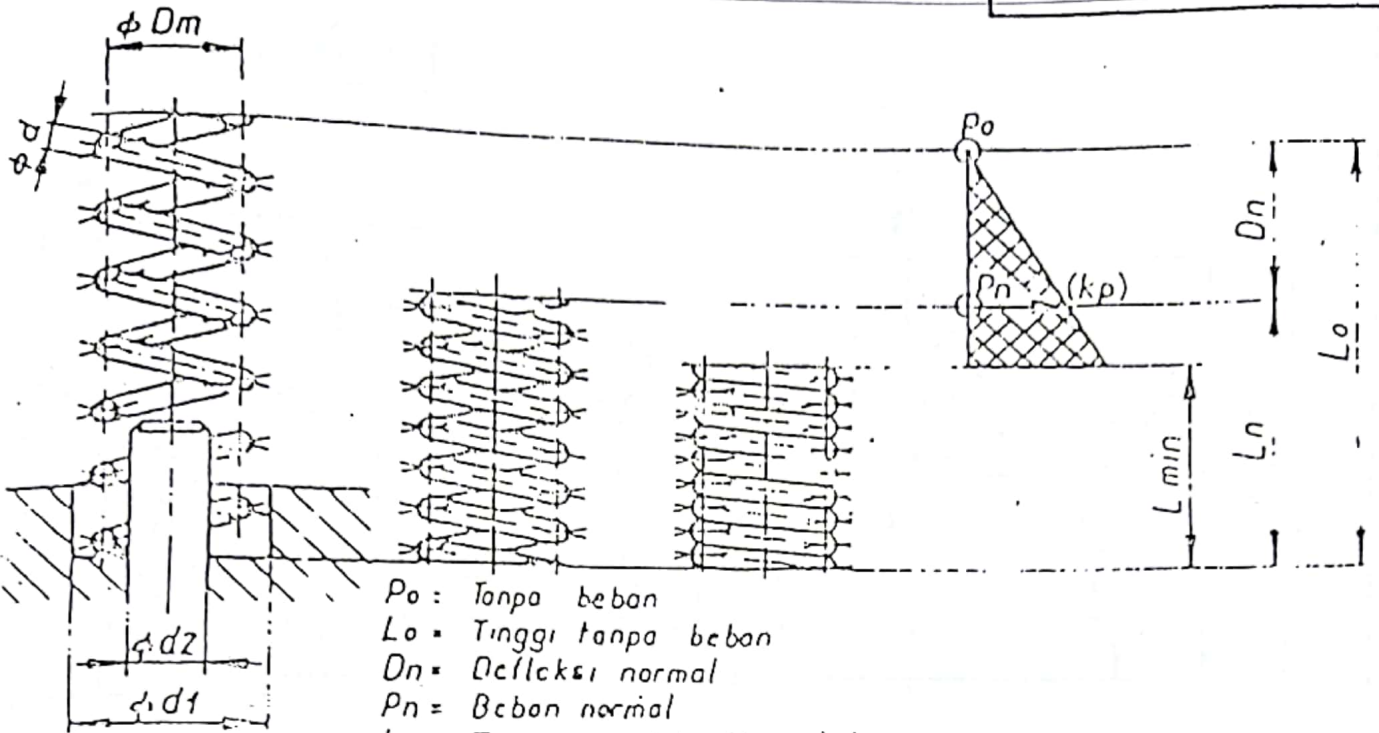 ϕ Dm
ϕ d
Po
Dn
Pn (kp)
Lo
Ln
L min
ϕ d2
ϕ d1
Po : Tanpa beban
Lo = Tinggi tanpa beban
Dn = Defleksi normal
Pn = Beban normal